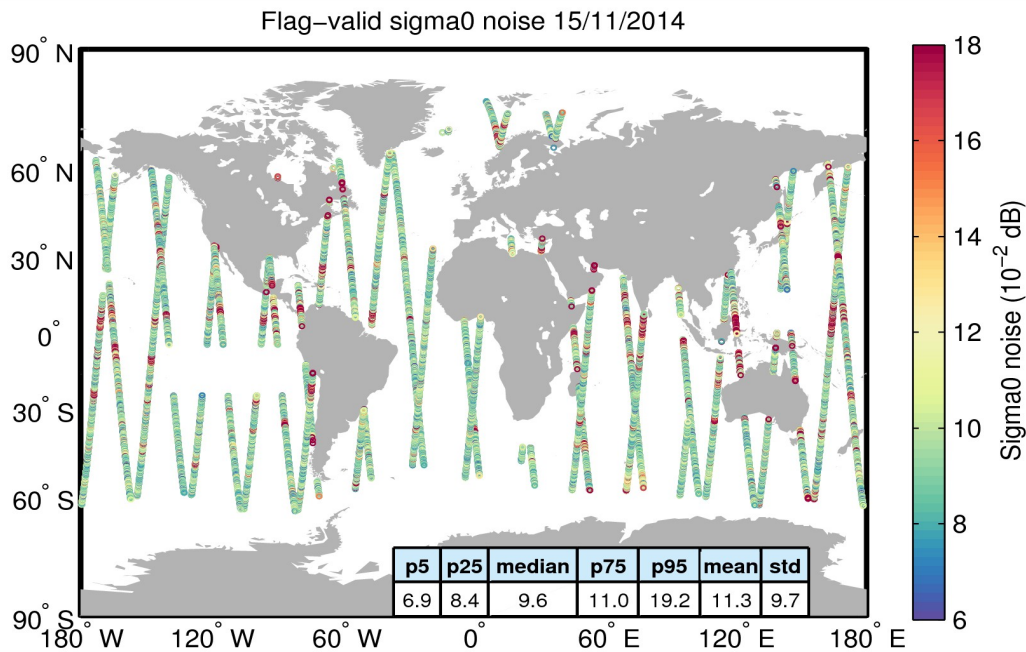 Flag−valid sigma0 noise 15/11/2014
90° N
60° N
30° N
0°
30° S
60° S
90° S
180° W
120° W
60° W
0°
60° E
120° E
180° E
p5 p25 median p75 p95 mean std
6.9 8.4 9.6 11.0 19.2 11.3 9.7
18
16
14
12
10
8
6
Sigma0 noise (10⁻² dB)